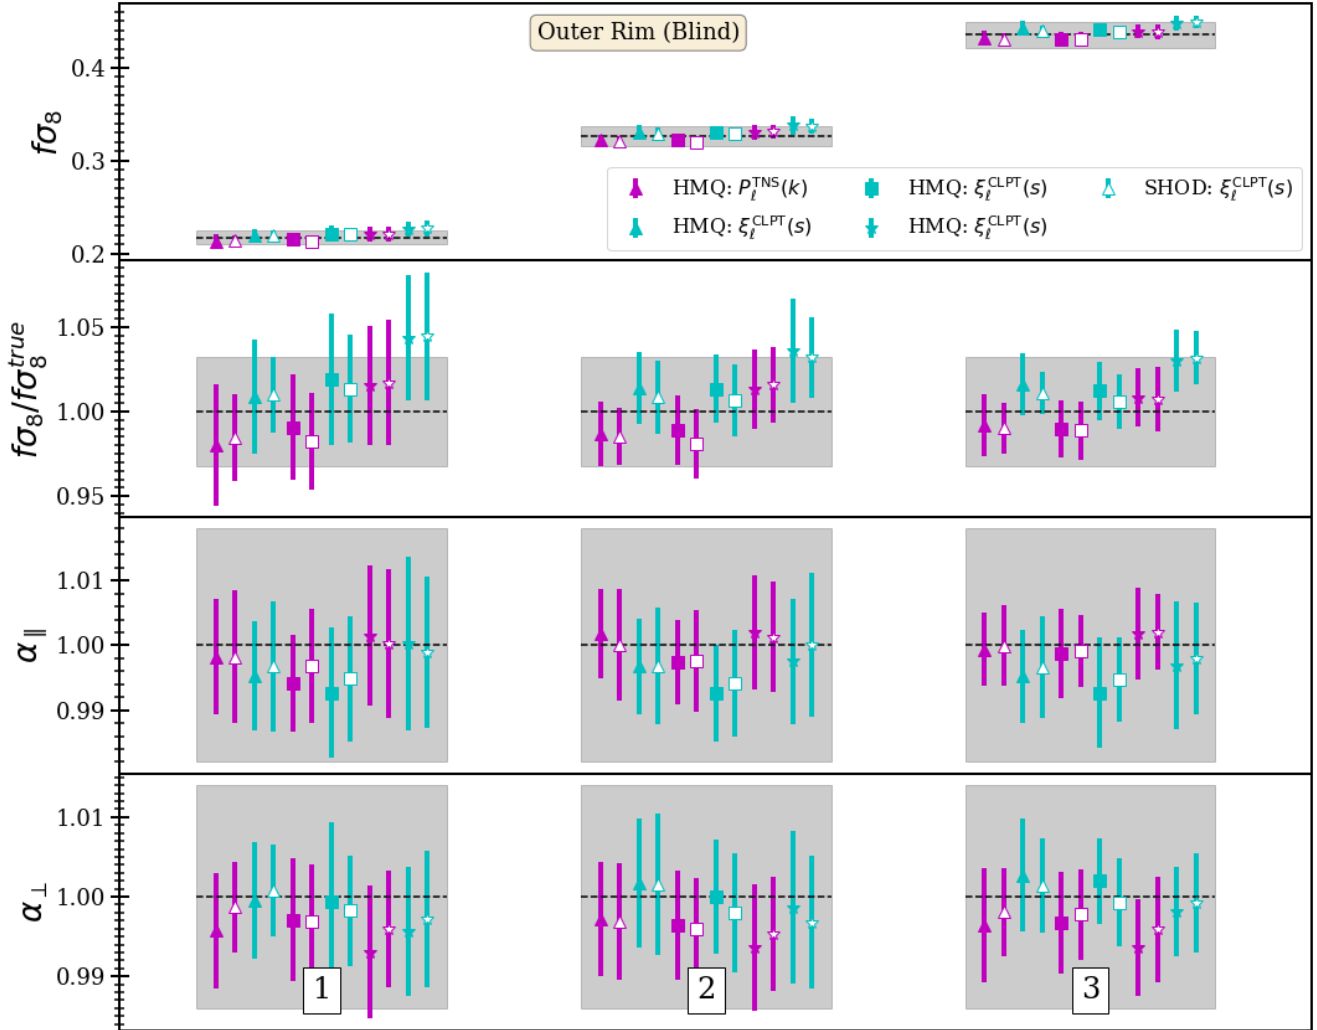 Outer Rim (Blind)
fσ₈
0.4
0.3
0.2
HMQ: P_ℓ^TNS(k)
HMQ: ξ_ℓ^CLPT(s)
SHOD: ξ_ℓ^CLPT(s)
HMQ: ξ_ℓ^CLPT(s)
HMQ: ξ_ℓ^CLPT(s)
fσ₈/fσ₈^true
1.05
1.00
0.95
α_∥
1.01
1.00
0.99
α_⊥
1.01
1.00
0.99
1
2
3